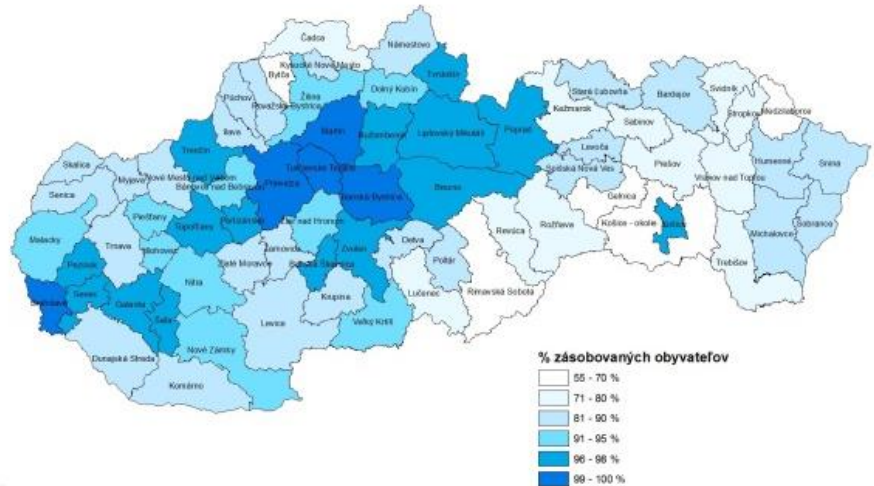 Čadca
Námestovo
Kysucké Nové Mesto
Bytča
Tvrdošín
Žilina
Dolný Kubín
Púchov
Považská Bystrica
Ilava
Martin
Ružomberok
Liptovský Mikuláš
Poprad
Kežmarok
Stará Ľubovňa
Bardejov
Svidník
Stropkov
Medzilaborce
Sabinov
Levoča
Prešov
Spišská Nová Ves
Humenné
Snina
Vranov nad Topľou
Gelnica
Košice - okolie
Michalovce
Sobrance
Trebišov
Rožňava
Revúca
Rimavská Sobota
Trenčín
Skalica
Myjava
Nové Mesto nad Váhom
Bánovce nad Bebravou
Prievidza
Turčianske Teplice
Banská Bystrica
Brezno
Senica
Piešťany
Topoľčany
Partizánske
Žiar nad Hronom
Malacky
Trnava
Hlohovec
Zlaté Moravce
Žarnovica
Zvolen
Detva
Poltár
Banská Štiavnica
Pezinok
Senec
Galanta
Šaľa
Nitra
Krupina
Lučenec
Levice
Veľký Krtíš
Dunajská Streda
Nové Zámky
Komárno
% zásobovaných obyvateľov
55 - 70 %
71 - 80 %
81 - 90 %
91 - 95 %
96 - 98 %
99 - 100 %